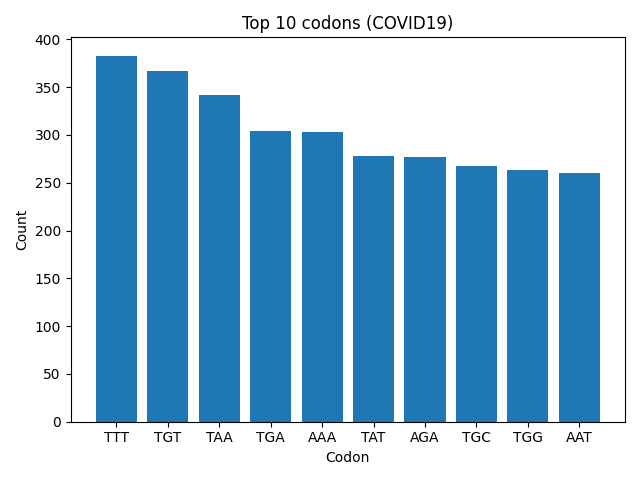 Top 10 codons (COVID19)
400
350
300
250
200
150
100
50
0
Count
TTT TGT TAA TGA AAA TAT AGA TGC TGG AAT
Codon